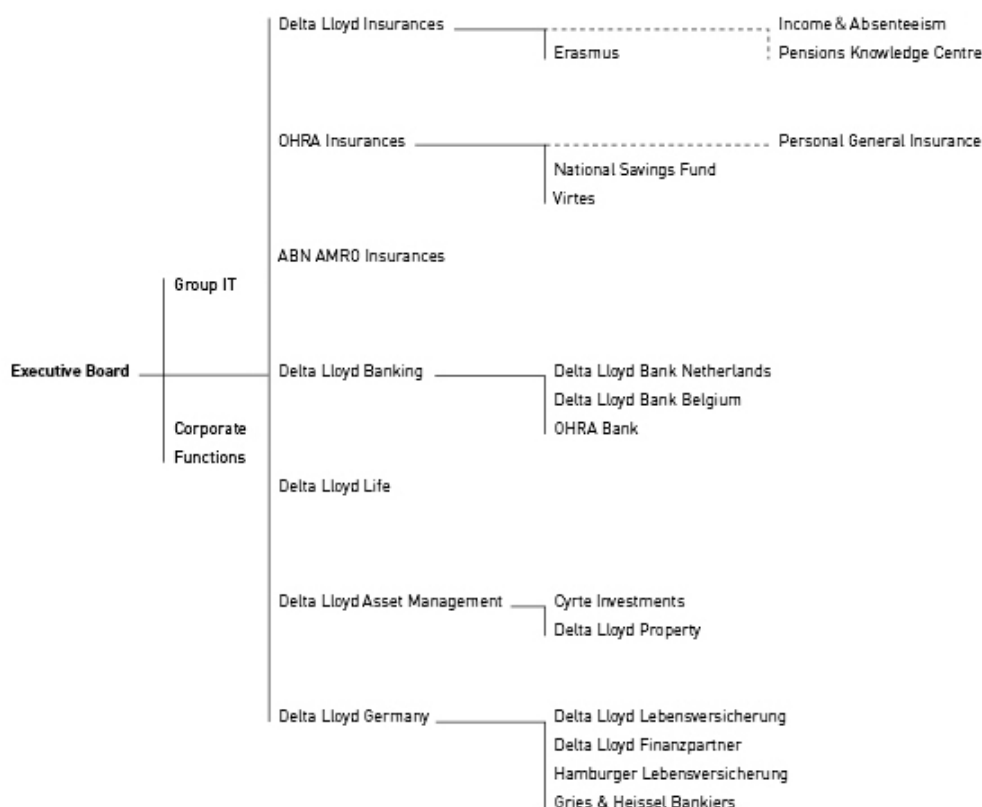 Delta Lloyd Insurances
Income & Absenteeism
Erasmus
Pensions Knowledge Centre
OHRA Insurances
Personal General Insurance
National Savings Fund
Virtes
ABN AMRO Insurances
Group IT
Executive Board
Delta Lloyd Banking
Delta Lloyd Bank Netherlands
Delta Lloyd Bank Belgium
Corporate
Functions
OHRA Bank
Delta Lloyd Life
Delta Lloyd Asset Management
Cyrte Investments
Delta Lloyd Property
Delta Lloyd Germany
Delta Lloyd Lebensversicherung
Delta Lloyd Finanzpartner
Hamburger Lebensversicherung
Gries & Heissel Bankiers